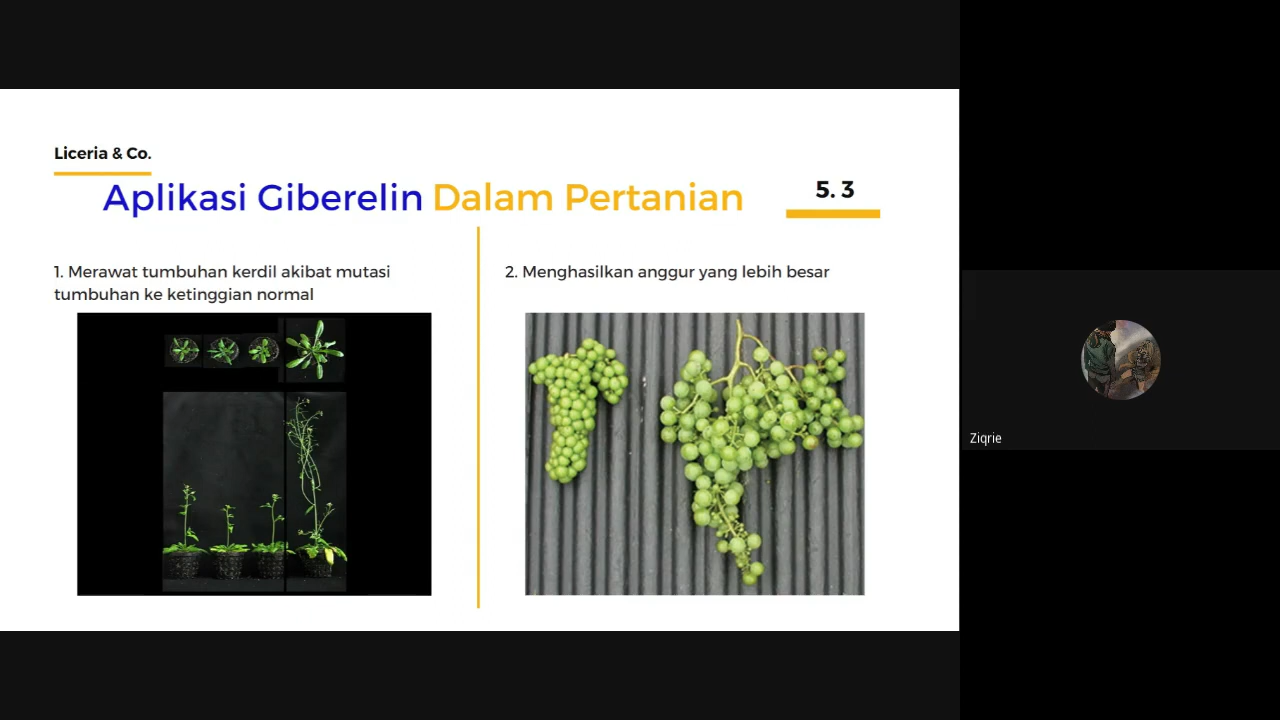 Liceria & Co.
Aplikasi Giberelin Dalam Pertanian
5. 3
1. Merawat tumbuhan kerdil akibat mutasi
tumbuhan ke ketinggian normal
2. Menghasilkan anggur yang lebih besar
Ziqrie